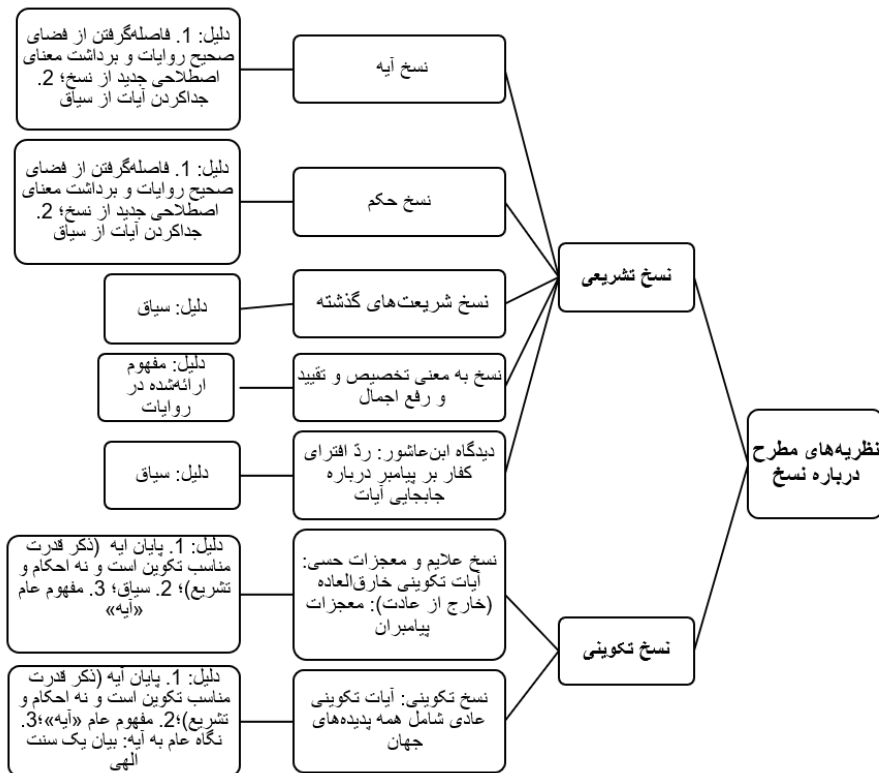 نظریه‌های مطرح
درباره نسخ
نسخ تشریعی
نسخ آیه
دلیل: 1. فاصله‌گرفتن از فضای
صحیح روایات و برداشت معنای
اصطلاحی جدید از نسخ؛ 2.
جداکردن آیات از سیاق
نسخ حکم
دلیل: 1. فاصله‌گرفتن از فضای
صحیح روایات و برداشت معنای
اصطلاحی جدید از نسخ؛ 2.
جداکردن آیات از سیاق
نسخ شریعت‌های گذشته
دلیل: سیاق
نسخ به معنی تخصیص و تقیید
و رفع اجمال
دلیل: مفهوم
ارائه‌شده در
روایات
دیدگاه ابن‌عاشور: ردّ افترای
کفار بر پیامبر درباره
جابجایی آیات
دلیل: سیاق
نسخ تکوینی
نسخ علایم و معجزات حسی:
آیات تکوینی خارق‌العاده
(خارج از عادت): معجزات
پیامبران
دلیل: 1. پایان ایه (ذکر قدرت
مناسب تکوین است و نه احکام و
تشریع)؛ 2. سیاق؛ 3. مفهوم عام
«آیه»
نسخ تکوینی: آیات تکوینی
عادی شامل همه پدیده‌های
جهان
دلیل: 1. پایان آیه (ذکر قدرت
مناسب تکوین است و نه احکام و
تشریع)؛2. مفهوم عام «آیه»؛3.
نگاه عام به آیه: بیان یک سنت
الهی